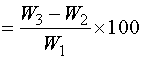 = (W₃ − W₂) / W₁ × 100